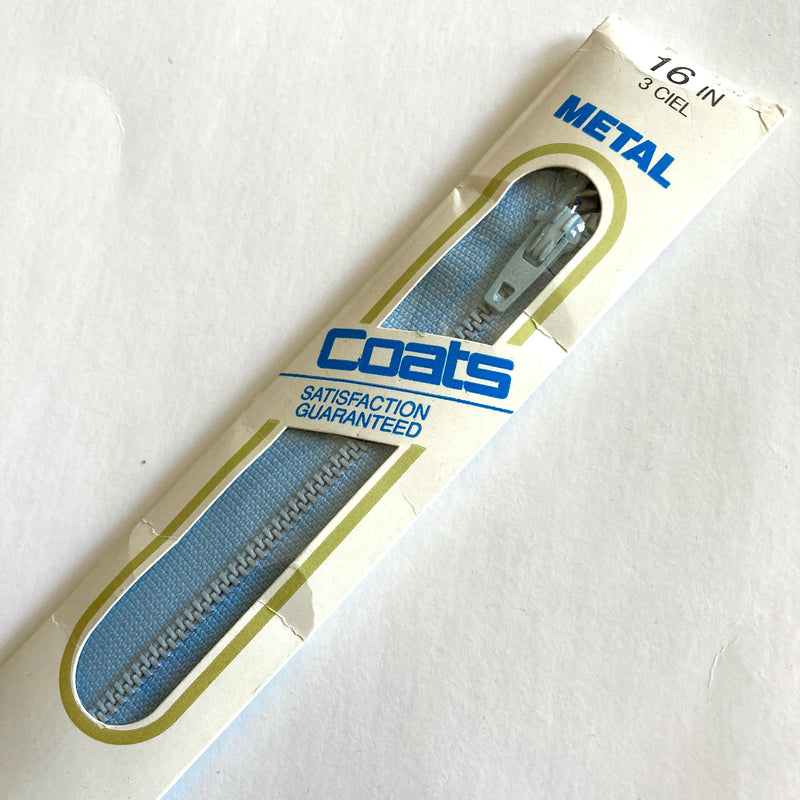 16 IN
3 CIEL
METAL
Coats
SATISFACTION
GUARANTEED